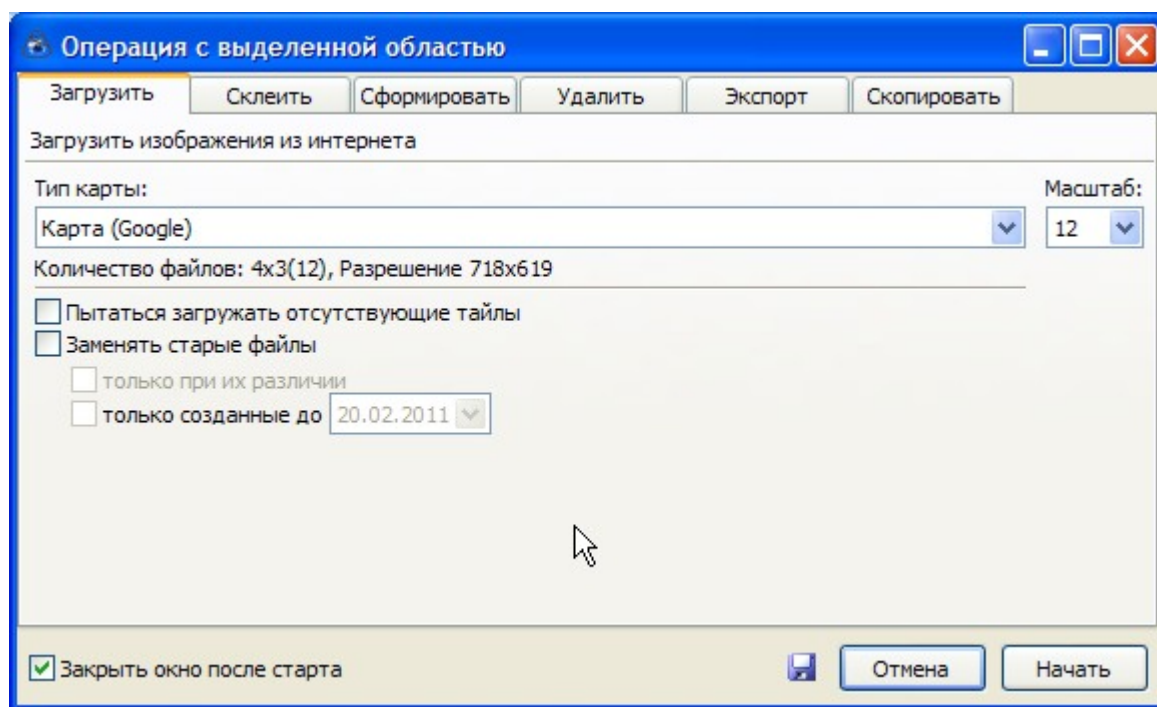 Операция с выделенной областью
Загрузить Склеить Сформировать Удалить Экспорт Скопировать
Загрузить изображения из интернета
Тип карты: Масштаб:
Карта (Google) 12
Количество файлов: 4x3(12), Разрешение 718x619
Пытаться загружать отсутствующие тайлы
Заменять старые файлы
только при их различии
только созданные до 20.02.2011
Закрыть окно после старта Отмена Начать